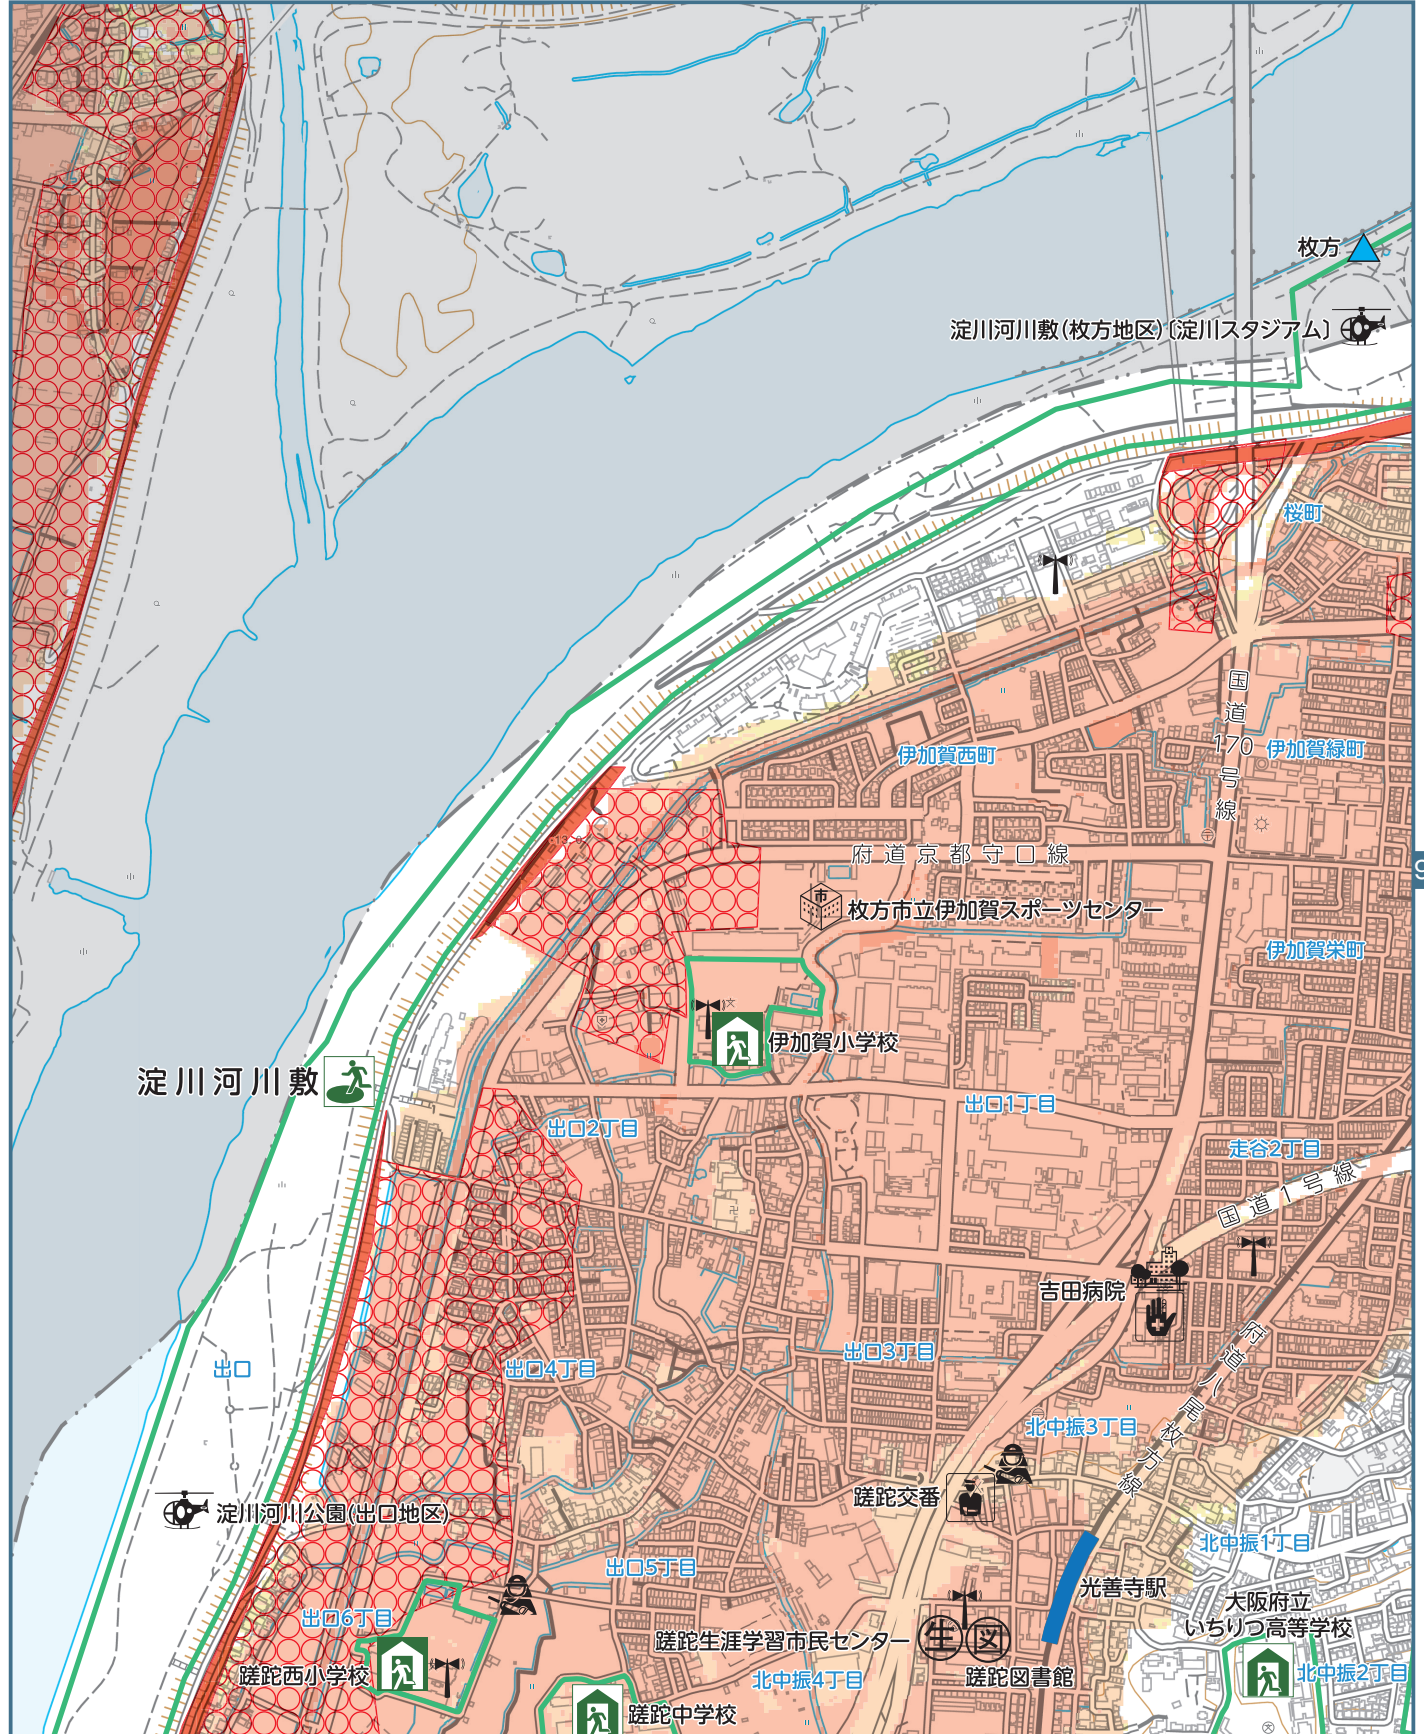 枚方
淀川河川敷(枚方地区)〔淀川スタジアム〕
桜町
国道170号線
伊加賀西町
伊加賀緑町
府道京都守口線
9
市
枚方市立伊加賀スポーツセンター
伊加賀栄町
文
伊加賀小学校
淀川河川敷
出口1丁目
出口2丁目
走谷2丁目
国道1号線
吉田病院
府道八尾枚方線
出口3丁目
出口
出口4丁目
北中振3丁目
蹉跎交番
淀川河川公園(出口地区)
北中振1丁目
出口5丁目
光善寺駅
大阪府立
いちりつ高等学校
出口6丁目
蹉跎生涯学習市民センター
生
図
蹉跎西小学校
北中振4丁目
蹉跎図書館
北中振2丁目
蹉跎中学校